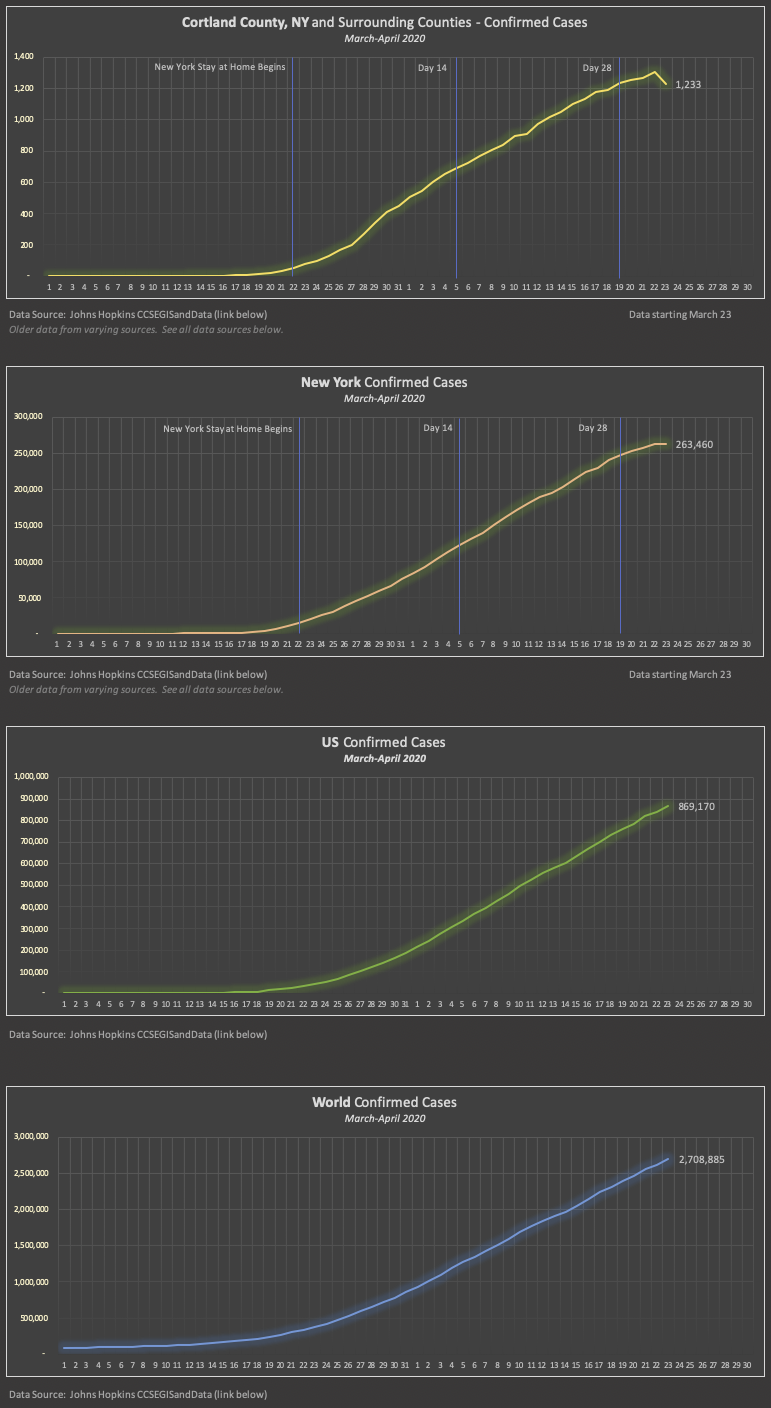 Cortland County, NY and Surrounding Counties - Confirmed Cases
March-April 2020
1,400
New York Stay at Home Begins Day 14 Day 28
1,200
1,233
1,000
800
600
400
200
-
1 2 3 4 5 6 7 8 9 10 11 12 13 14 15 16 17 18 19 20 21 22 23 24 25 26 27 28 29 30 31 1 2 3 4 5 6 7 8 9 10 11 12 13 14 15 16 17 18 19 20 21 22 23 24 25 26 27 28 29 30
Data Source: Johns Hopkins CCSEGISandData (link below) Data starting March 23
Older data from varying sources. See all data sources below.
New York Confirmed Cases
March-April 2020
300,000
New York Stay at Home Begins Day 14 Day 28
263,460
250,000
200,000
150,000
100,000
50,000
-
1 2 3 4 5 6 7 8 9 10 11 12 13 14 15 16 17 18 19 20 21 22 23 24 25 26 27 28 29 30 31 1 2 3 4 5 6 7 8 9 10 11 12 13 14 15 16 17 18 19 20 21 22 23 24 25 26 27 28 29 30
Data Source: Johns Hopkins CCSEGISandData (link below) Data starting March 23
Older data from varying sources. See all data sources below.
US Confirmed Cases
March-April 2020
1,000,000
900,000
869,170
800,000
700,000
600,000
500,000
400,000
300,000
200,000
100,000
-
1 2 3 4 5 6 7 8 9 10 11 12 13 14 15 16 17 18 19 20 21 22 23 24 25 26 27 28 29 30 31 1 2 3 4 5 6 7 8 9 10 11 12 13 14 15 16 17 18 19 20 21 22 23 24 25 26 27 28 29 30
Data Source: Johns Hopkins CCSEGISandData (link below)
World Confirmed Cases
March-April 2020
3,000,000
2,708,885
2,500,000
2,000,000
1,500,000
1,000,000
500,000
-
1 2 3 4 5 6 7 8 9 10 11 12 13 14 15 16 17 18 19 20 21 22 23 24 25 26 27 28 29 30 31 1 2 3 4 5 6 7 8 9 10 11 12 13 14 15 16 17 18 19 20 21 22 23 24 25 26 27 28 29 30
Data Source: Johns Hopkins CCSEGISandData (link below)